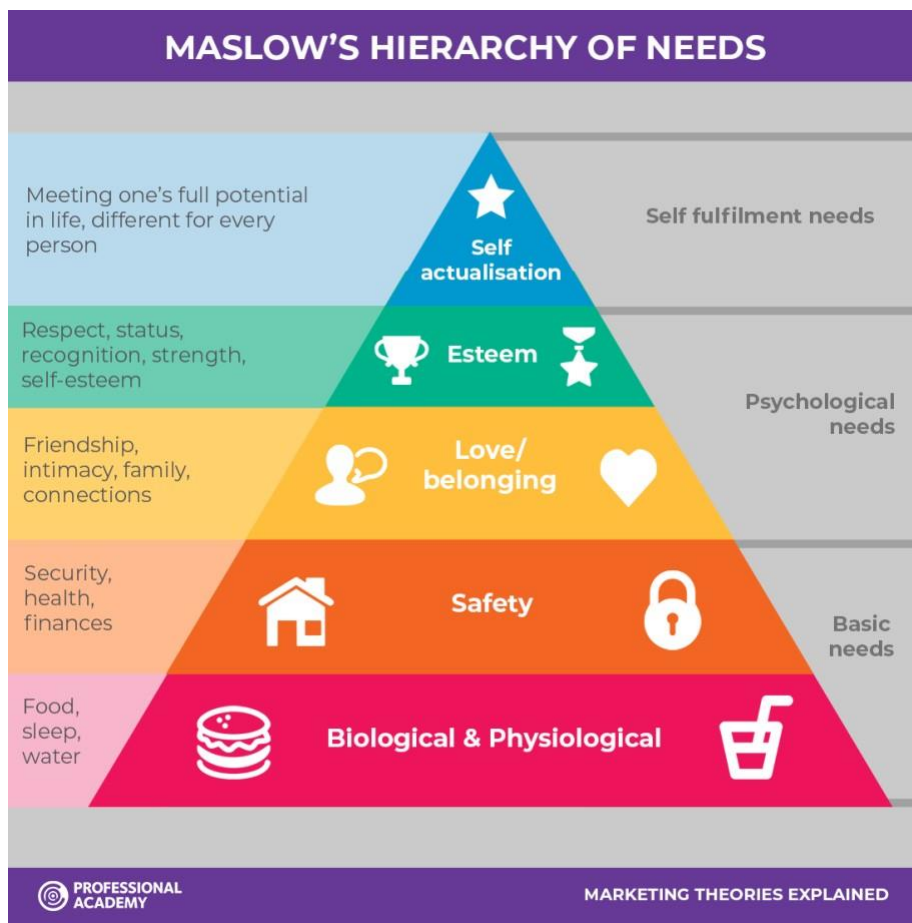 MASLOW'S HIERARCHY OF NEEDS
Meeting one's full potential
in life, different for every
person
Self
actualisation
Self fulfilment needs
Respect, status,
recognition, strength,
self-esteem
Esteem
Psychological
needs
Friendship,
intimacy, family,
connections
Love/
belonging
Security,
health,
finances
Safety
Basic
needs
Food,
sleep,
water
Biological & Physiological
PROFESSIONAL
ACADEMY
MARKETING THEORIES EXPLAINED